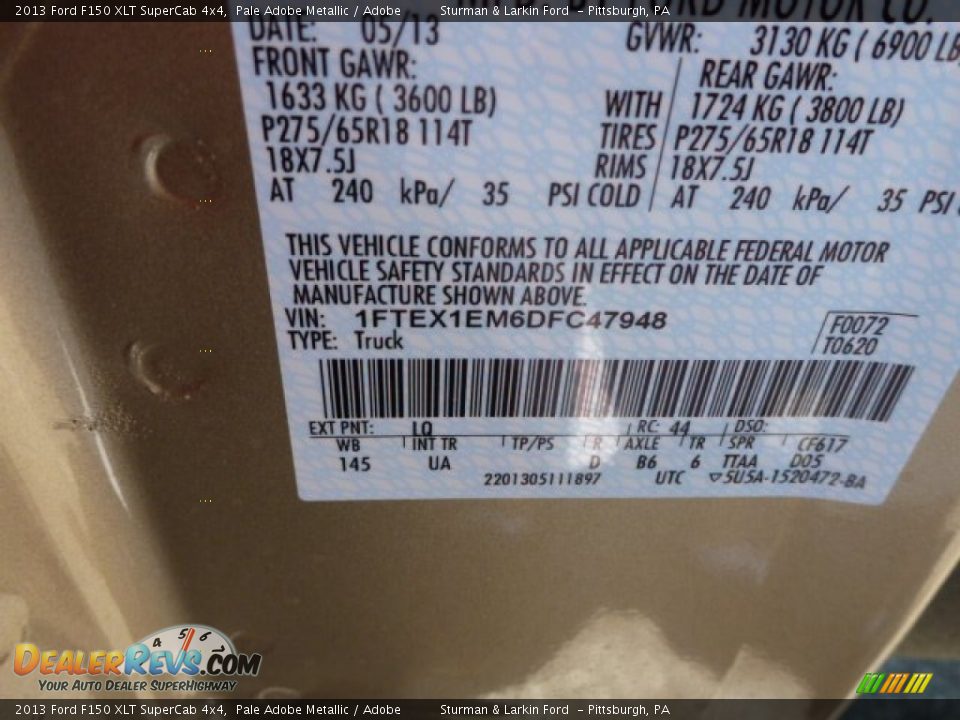 2013 Ford F150 XLT SuperCab 4x4, Pale Adobe Metallic / Adobe Sturman & Larkin Ford - Pittsburgh, PA
MOTOR CO.
DATE: 05/13 GVWR: 3130 KG ( 6900 LB
FRONT GAWR: REAR GAWR:
1633 KG ( 3600 LB) WITH 1724 KG ( 3800 LB)
P275/65R18 114T TIRES P275/65R18 114T
18X7.5J RIMS 18X7.5J
AT 240 kPa/ 35 PSI COLD AT 240 kPa/ 35 PSI
THIS VEHICLE CONFORMS TO ALL APPLICABLE FEDERAL MOTOR
VEHICLE SAFETY STANDARDS IN EFFECT ON THE DATE OF
MANUFACTURE SHOWN ABOVE.
VIN: 1FTEX1EM6DFC47948 F0072
TYPE: Truck T0620
EXT PNT: LQ RC: 44 DSO:
WB INT TR TP/PS R AXLE TR SPR CF617
145 UA D B6 6 TTAA D05
2201305111897 UTC ▽5U5A-1520472-BA
4 5 6
DEALERREVS.COM
YOUR AUTO DEALER SUPERHIGHWAY
2013 Ford F150 XLT SuperCab 4x4, Pale Adobe Metallic / Adobe Sturman & Larkin Ford - Pittsburgh, PA